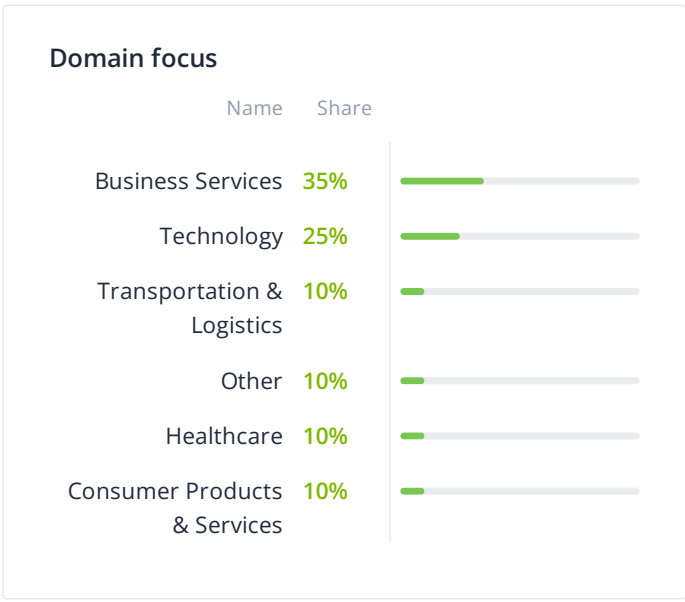 Domain focus
Name Share
Business Services 35%
Technology 25%
Transportation & 10%
Logistics
Other 10%
Healthcare 10%
Consumer Products 10%
& Services